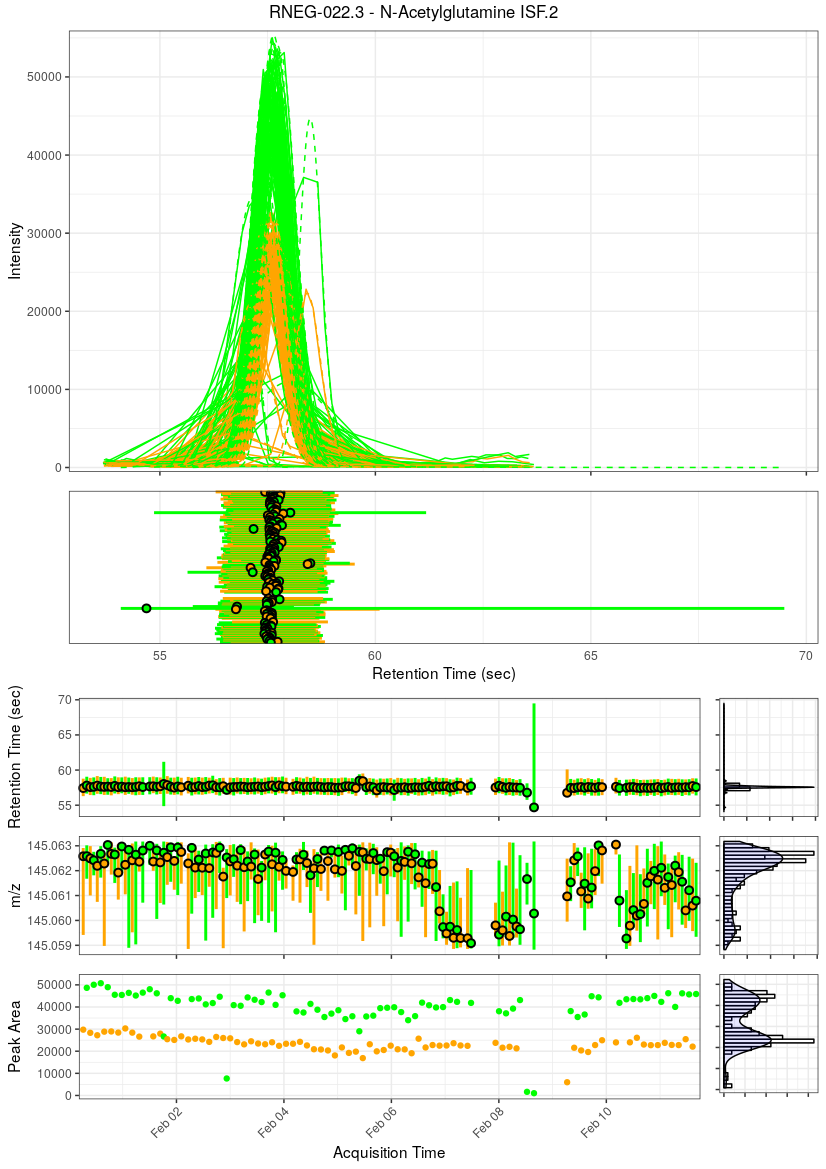 RNEG-022.3 - N-Acetylglutamine ISF.2
Intensity
50000
40000
30000
20000
10000
0
55
60
65
70
Retention Time (sec)
Retention Time (sec)
70
65
60
55
m/z
145.063
145.062
145.061
145.060
145.059
Peak Area
50000
40000
30000
20000
10000
0
Feb 02
Feb 04
Feb 06
Feb 08
Feb 10
Acquisition Time